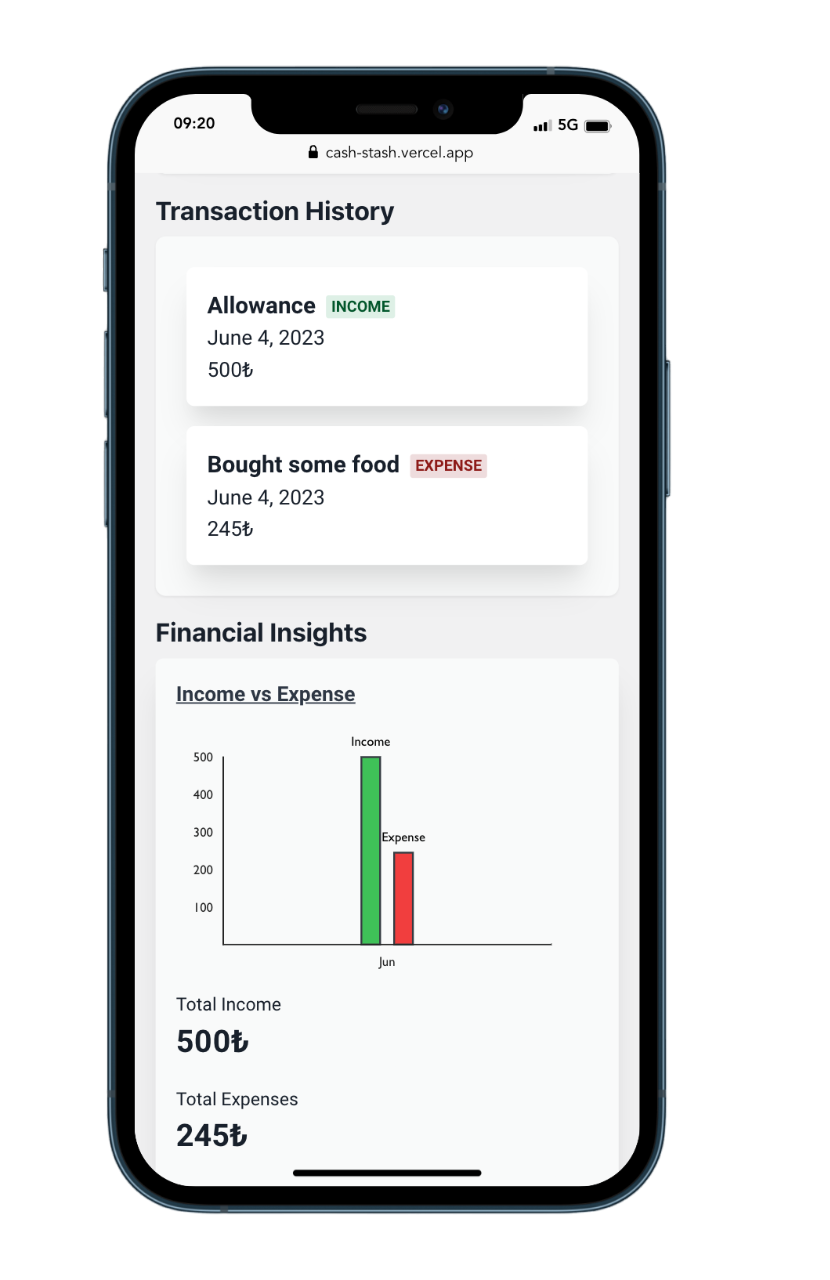 09:20
5G
cash-stash.vercel.app
Transaction History
Allowance INCOME
June 4, 2023
500₺
Bought some food EXPENSE
June 4, 2023
245₺
Financial Insights
Income vs Expense
Income
500
400
300
Expense
200
100
Jun
Total Income
500₺
Total Expenses
245₺